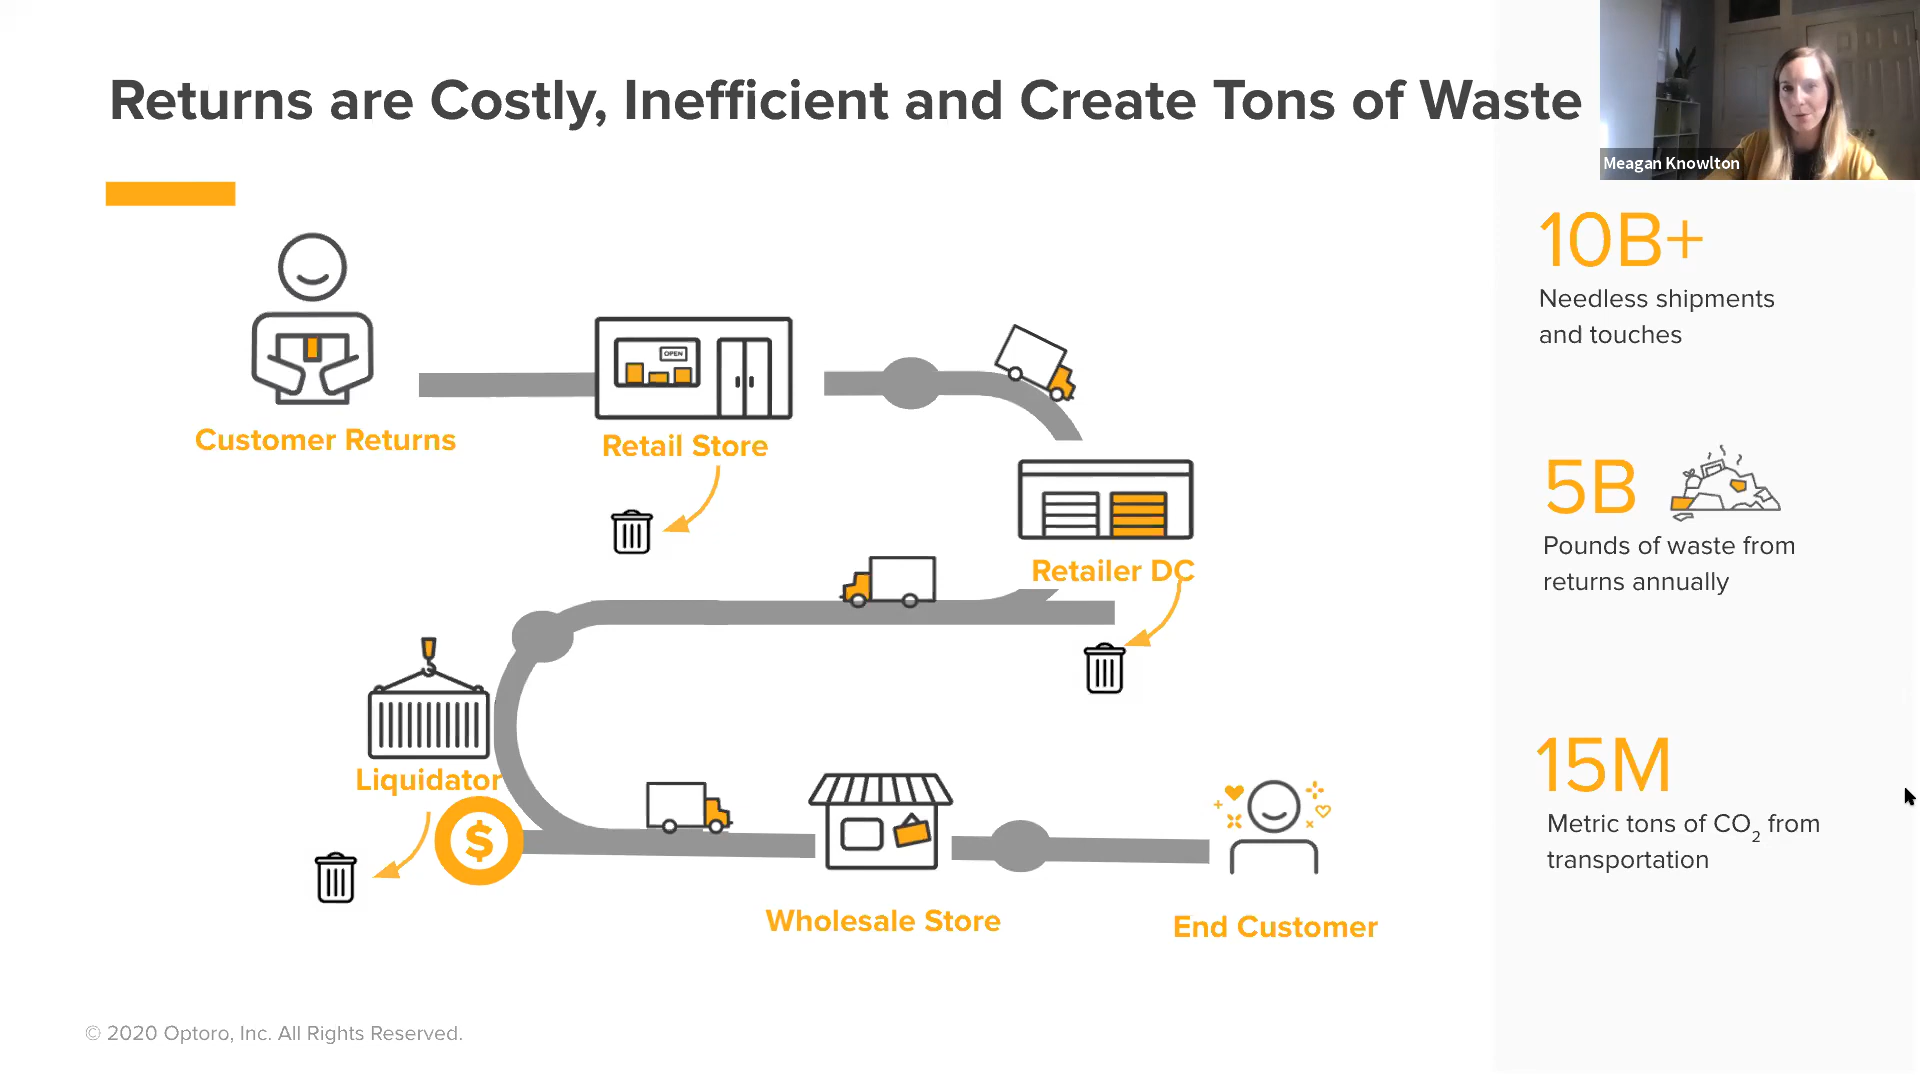 Returns are Costly, Inefficient and Create Tons of Waste
Meagan Knowlton
10B+
Needless shipments
and touches
OPEN
Customer Returns
Retail Store
5B
Pounds of waste from
returns annually
Retailer DC
15M
Metric tons of CO2 from
transportation
Liquidator
$
Wholesale Store
End Customer
© 2020 Optoro, Inc. All Rights Reserved.